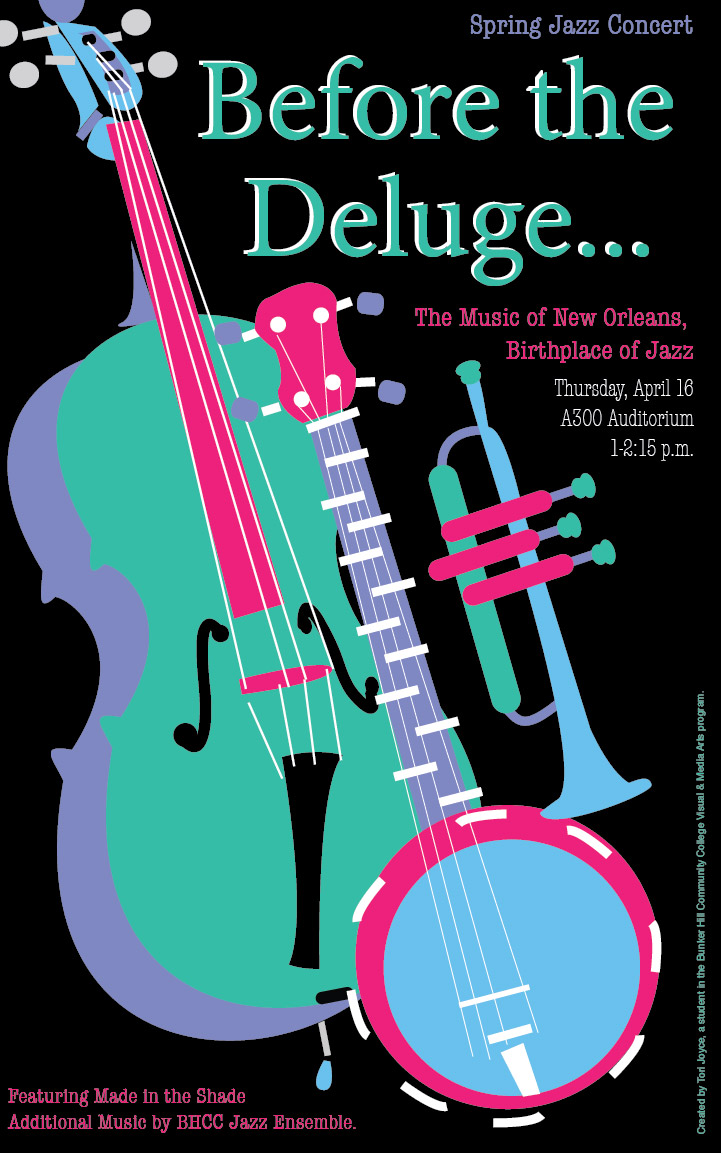 Spring Jazz Concert
Before the
Deluge...
The Music of New Orleans,
Birthplace of Jazz
Thursday, April 16
A300 Auditorium
1-2:15 p.m.
Created by Tori Joyce, a student in the Bunker Hill Community College Visual & Media Arts program.
Featuring Made in the Shade
Additional Music by BHCC Jazz Ensemble.